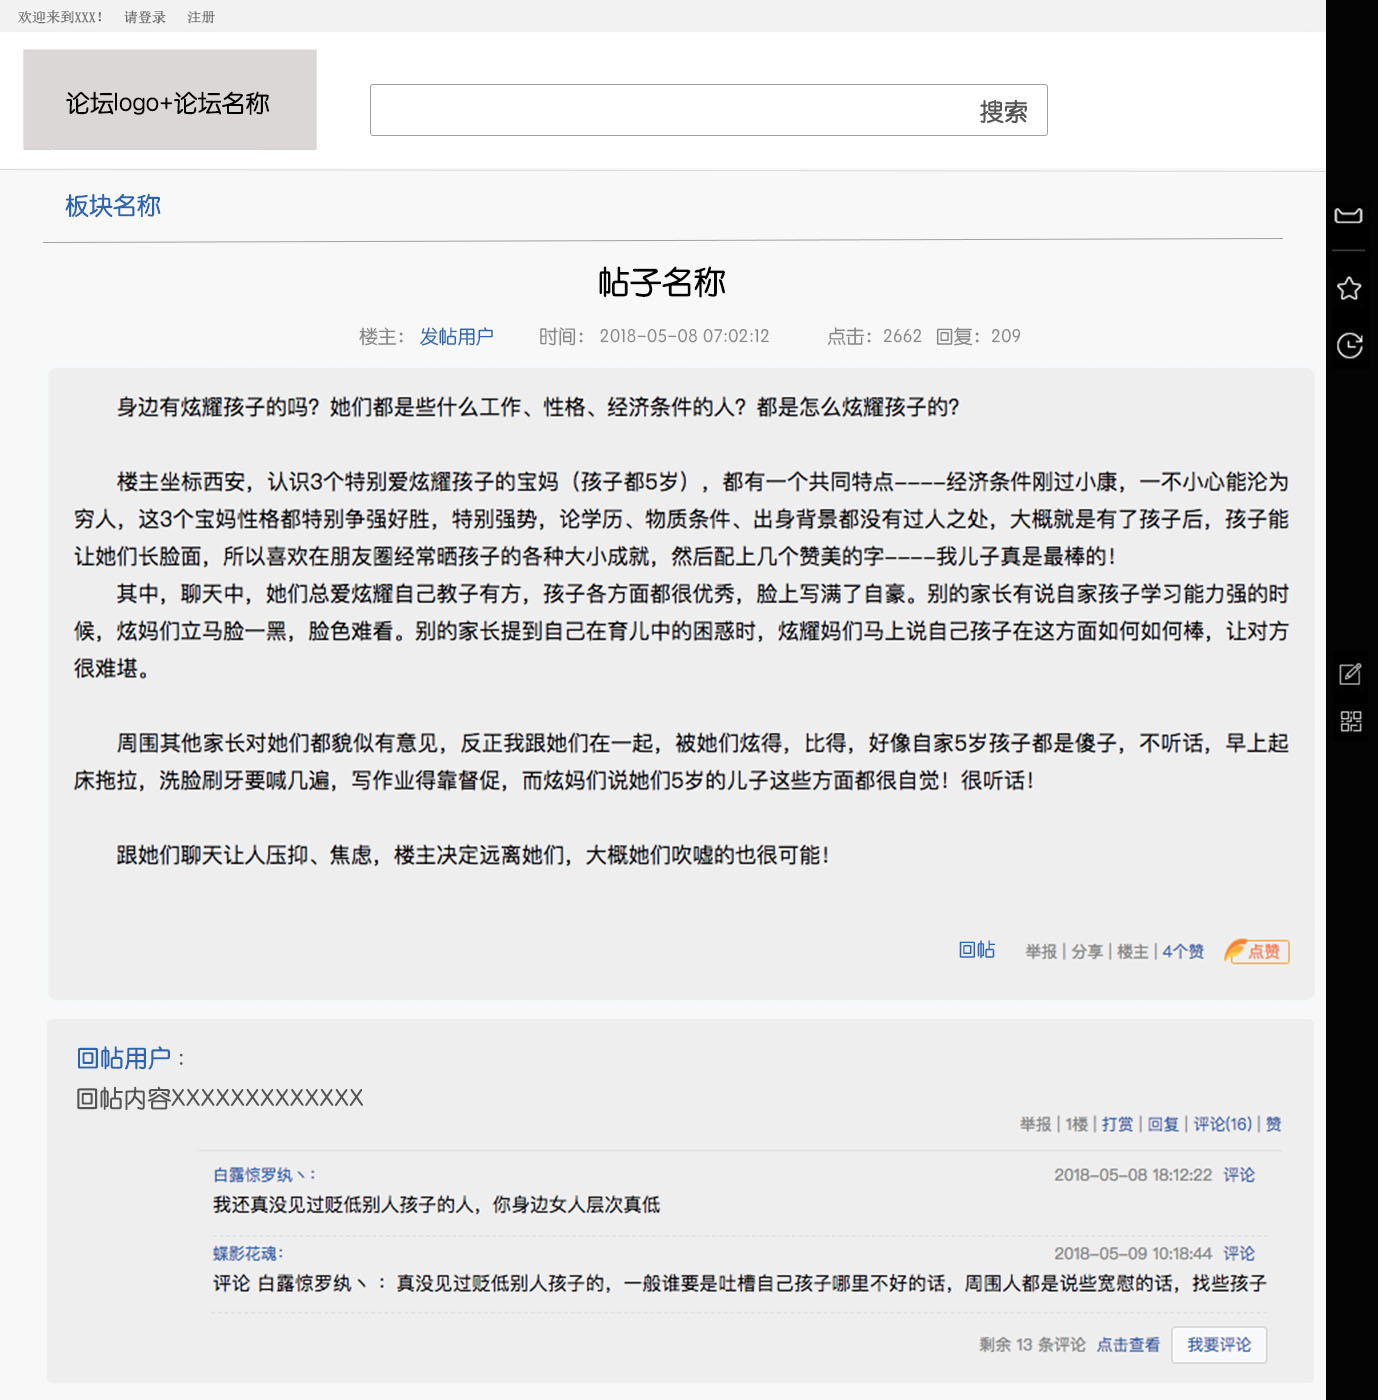 欢迎来到XXX！ 请登录 注册
论坛logo+论坛名称
搜索
板块名称
帖子名称
楼主： 发帖用户 时间： 2018-05-08 07:02:12 点击：2662 回复：209
身边有炫耀孩子的吗？她们都是些什么工作、性格、经济条件的人？都是怎么炫耀孩子的？
楼主坐标西安，认识3个特别爱炫耀孩子的宝妈（孩子都5岁），都有一个共同特点----经济条件刚过小康，一不小心能沦为
穷人，这3个宝妈性格都特别争强好胜，特别强势，论学历、物质条件、出身背景都没有过人之处，大概就是有了孩子后，孩子能
让她们长脸面，所以喜欢在朋友圈经常晒孩子的各种大小成就，然后配上几个赞美的字----我儿子真是最棒的！
其中，聊天中，她们总爱炫耀自己教子有方，孩子各方面都很优秀，脸上写满了自豪。别的家长有说自家孩子学习能力强的时
候，炫妈们立马脸一黑，脸色难看。别的家长提到自己在育儿中的困惑时，炫耀妈们马上说自己孩子在这方面如何如何棒，让对方
很难堪。
周围其他家长对她们都貌似有意见，反正我跟她们在一起，被她们炫得，比得，好像自家5岁孩子都是傻子，不听话，早上起
床拖拉，洗脸刷牙要喊几遍，写作业得靠督促，而炫妈们说她们5岁的儿子这些方面都很自觉！很听话！
跟她们聊天让人压抑、焦虑，楼主决定远离她们，大概她们吹嘘的也很可能！
回帖 举报 | 分享 | 楼主 | 4个赞 点赞
回帖用户：
回帖内容XXXXXXXXXXXXX
举报 | 1楼 | 打赏 | 回复 | 评论(16) | 赞
白露惊罗纨丶： 2018-05-08 18:12:22 评论
我还真没见过贬低别人孩子的人，你身边女人层次真低
蝶影花魂： 2018-05-09 10:18:44 评论
评论 白露惊罗纨丶 ：真没见过贬低别人孩子的，一般谁要是吐槽自己孩子哪里不好的话，周围人都是说些宽慰的话，找些孩子
剩余 13 条评论 点击查看 我要评论